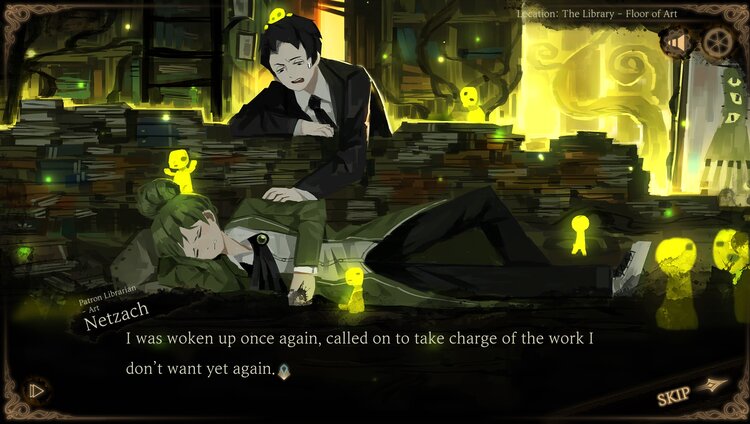 Location: The Library - Floor of Art
Patron Librarian
- Art
Netzach
I was woken up once again, called on to take charge of the work I
don't want yet again.
SKIP